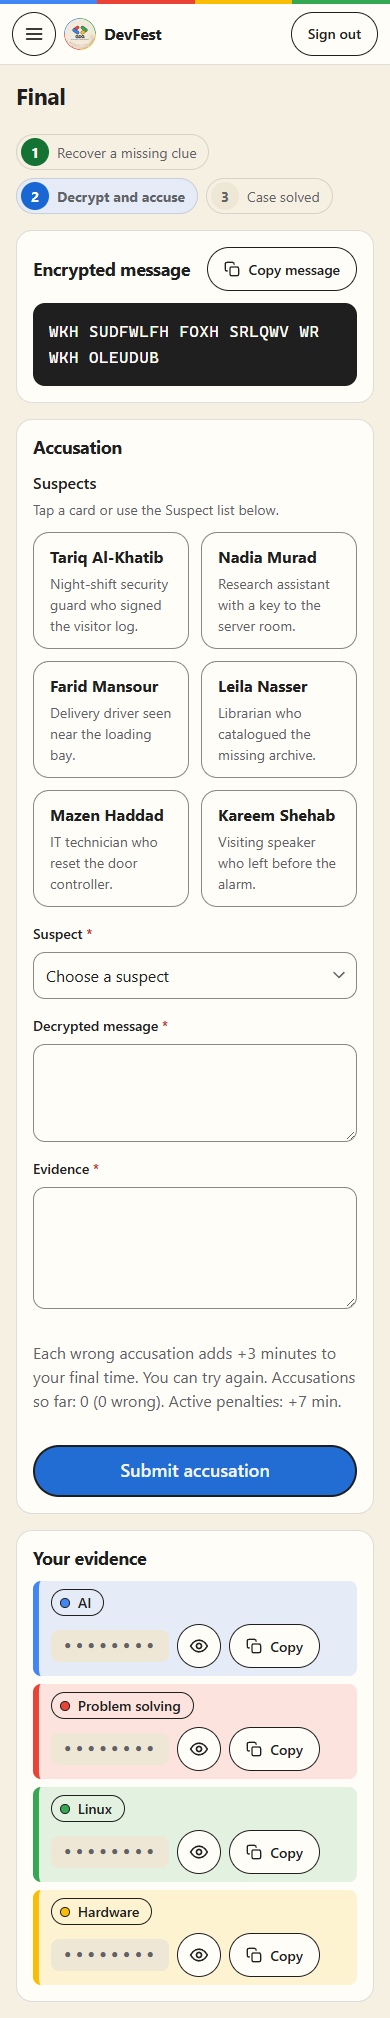 DevFest
Sign out
Final
1 Recover a missing clue
2 Decrypt and accuse
3 Case solved
Encrypted message
Copy message
WKH SUDFWLFH FOXH SRLQWV WR
WKH OLEUDUB
Accusation
Suspects
Tap a card or use the Suspect list below.
Tariq Al-Khatib
Night-shift security
guard who signed
the visitor log.
Nadia Murad
Research assistant
with a key to the
server room.
Farid Mansour
Delivery driver seen
near the loading
bay.
Leila Nasser
Librarian who
catalogued the
missing archive.
Mazen Haddad
IT technician who
reset the door
controller.
Kareem Shehab
Visiting speaker
who left before the
alarm.
Suspect *
Choose a suspect
Decrypted message *
Evidence *
Each wrong accusation adds +3 minutes to
your final time. You can try again. Accusations
so far: 0 (0 wrong). Active penalties: +7 min.
Submit accusation
Your evidence
AI
••••••••
Copy
Problem solving
••••••••
Copy
Linux
••••••••
Copy
Hardware
••••••••
Copy